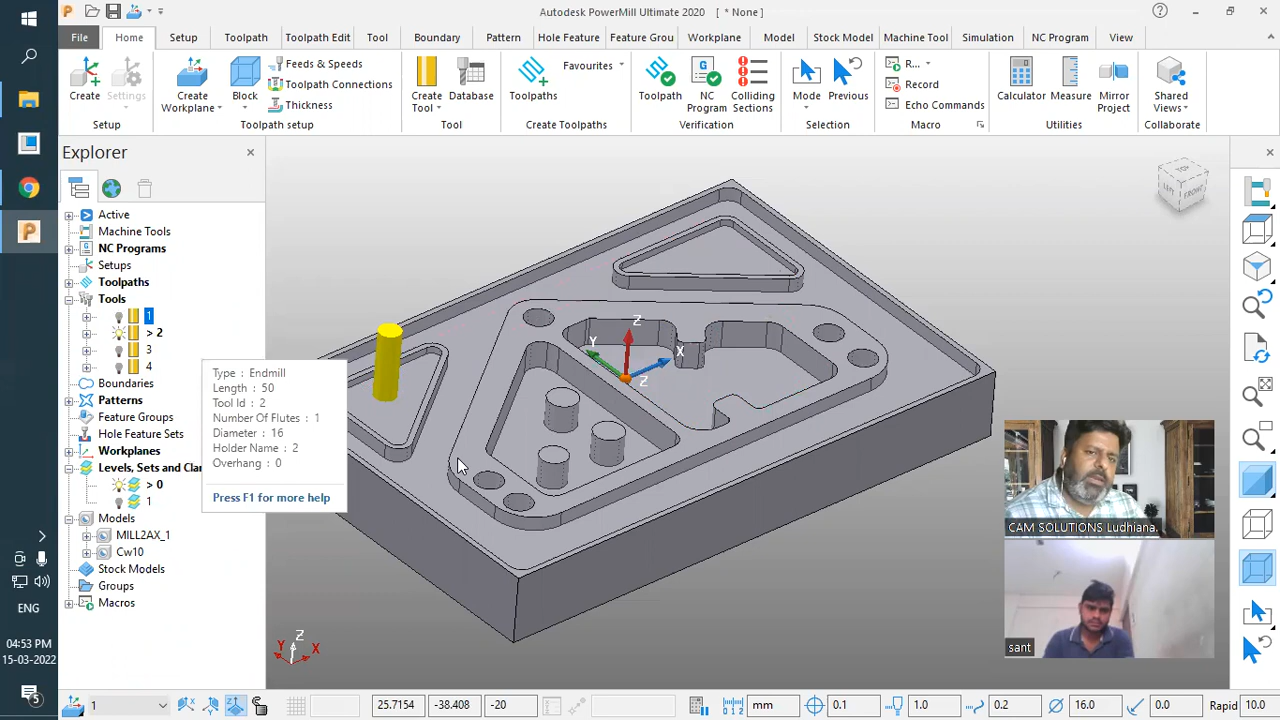 Autodesk PowerMill Ultimate 2020 [ * None ]
File Home Setup Toolpath Toolpath Edit Tool Boundary Pattern Hole Feature Feature Grou Workplane Model Stock Model Machine Tool Simulation NC Program View
Create
Settings
Setup
Create
Workplane
Block
Feeds & Speeds
Toolpath Connections
Thickness
Toolpath setup
Create
Tool
Database
Tool
Toolpaths
Favourites
Create Toolpaths
Toolpath
NC
Program
Colliding
Sections
Verification
Mode
Previous
Selection
R...
Record
Echo Commands
Macro
Calculator
Measure
Mirror
Project
Utilities
Shared
Views
Collaborate
Explorer
Active
Machine Tools
NC Programs
Setups
Toolpaths
Tools
1
> 2
3
4
Boundaries
Patterns
Feature Groups
Hole Feature Sets
Workplanes
Levels, Sets and Clan
> 0
1
Models
MILL2AX_1
Cw10
Stock Models
Groups
Macros
Type : Endmill
Length : 50
Tool Id : 2
Number Of Flutes : 1
Diameter : 16
Holder Name : 2
Overhang : 0
Press F1 for more help
Z
Y
X
Z
FRONT
CAM SOLUTIONS Ludhiana.
sant
Z
Y
X
ENG
04:53 PM
15-03-2022
5
1
25.7154
-38.408
-20
mm
0.1
1.0
0.2
16.0
0.0
Rapid
10.0